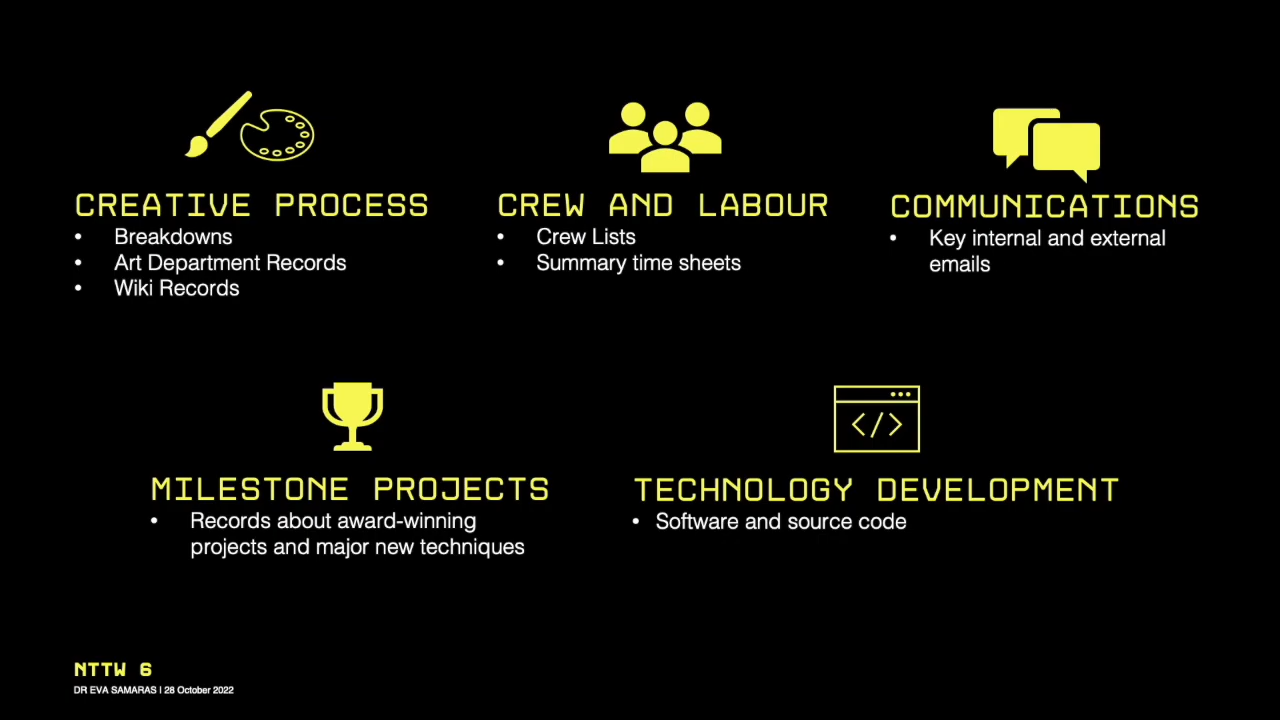 CREATIVE PROCESS
• Breakdowns
• Art Department Records
• Wiki Records
CREW AND LABOUR
• Crew Lists
• Summary time sheets
COMMUNICATIONS
• Key internal and external
emails
MILESTONE PROJECTS
• Records about award-winning
projects and major new techniques
TECHNOLOGY DEVELOPMENT
• Software and source code
NTTW 6
DR EVA SAMARAS | 28 October 2022